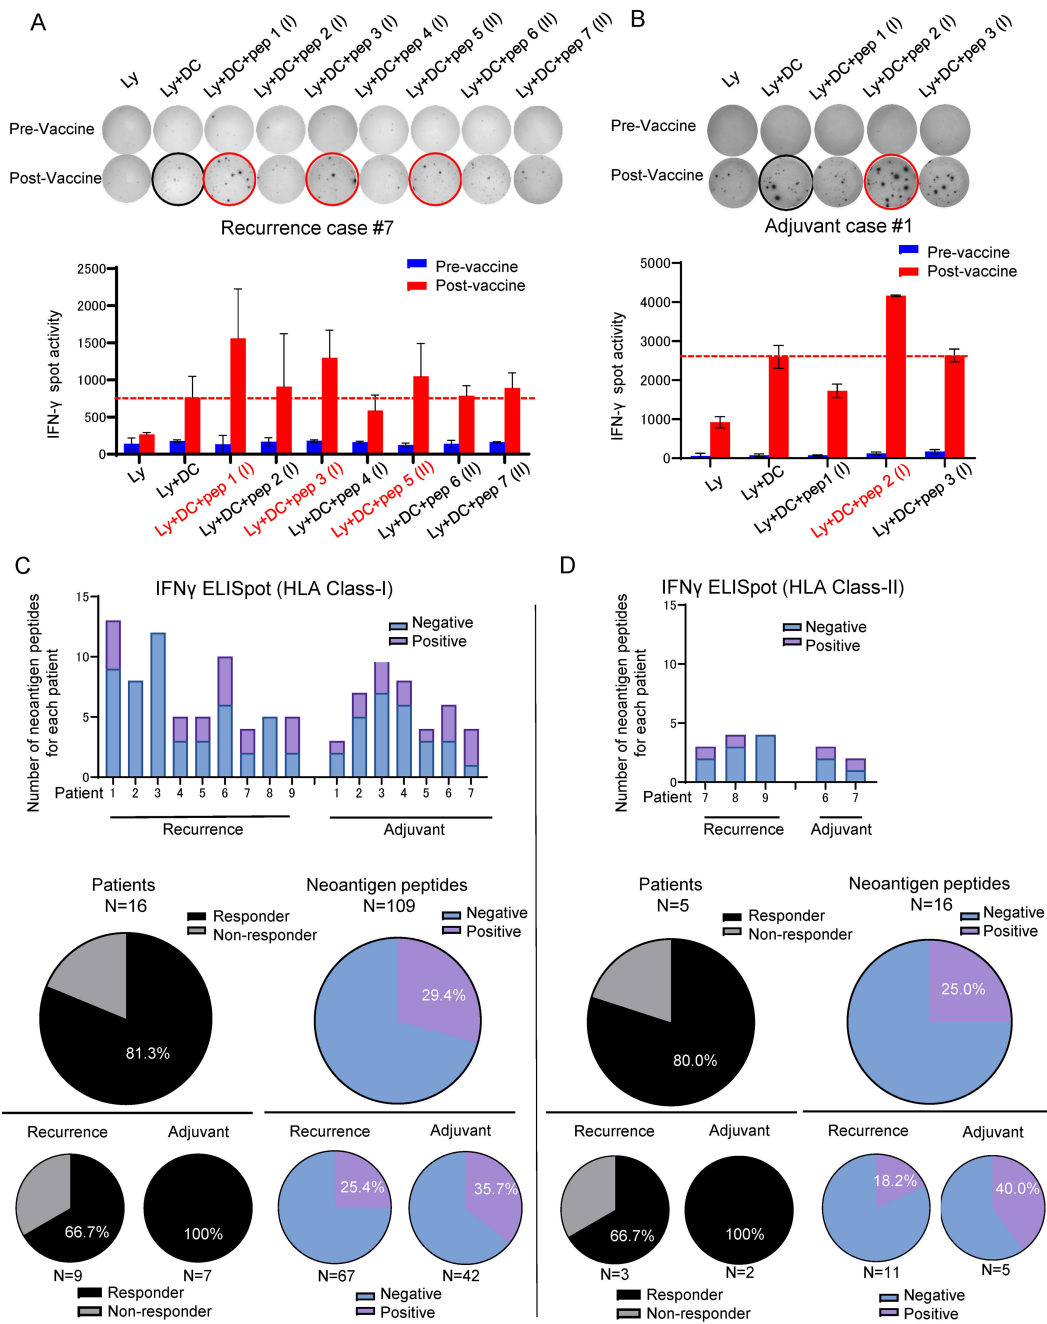 A
B
Ly
Ly+DC
Ly+DC+pep 1 (I)
Ly+DC+pep 2 (I)
Ly+DC+pep 3 (I)
Ly+DC+pep 4 (I)
Ly+DC+pep 5 (II)
Ly+DC+pep 6 (II)
Ly+DC+pep 7 (II)
Pre-Vaccine
Post-Vaccine
Recurrence case #7
Ly
Ly+DC
Ly+DC+pep 1 (I)
Ly+DC+pep 2 (I)
Ly+DC+pep 3 (I)
Pre-Vaccine
Post-Vaccine
Adjuvant case #1
IFN-γ spot activity
2500
2000
1500
1000
500
0
Pre-vaccine
Post-vaccine
Ly
Ly+DC
Ly+DC+pep 1 (I)
Ly+DC+pep 2 (I)
Ly+DC+pep 3 (I)
Ly+DC+pep 4 (I)
Ly+DC+pep 5 (II)
Ly+DC+pep 6 (II)
Ly+DC+pep 7 (II)
IFN-γ spot activity
5000
4000
3000
2000
1000
0
Pre-vaccine
Post-vaccine
Ly
Ly+DC
Ly+DC+pep1 (I)
Ly+DC+pep 2 (I)
Ly+DC+pep 3 (I)
C
IFNγ ELISpot (HLA Class-I)
Number of neoantigen peptides
for each patient
15
10
5
0
Negative
Positive
Patient 1 2 3 4 5 6 7 8 9 1 2 3 4 5 6 7
Recurrence Adjuvant
Patients
N=16
Responder
Non-responder
81.3%
Neoantigen peptides
N=109
Negative
Positive
29.4%
Recurrence Adjuvant
66.7% 100%
N=9 N=7
Responder
Non-responder
Recurrence Adjuvant
25.4% 35.7%
N=67 N=42
Negative
Positive
D
IFNγ ELISpot (HLA Class-II)
Number of neoantigen peptides
for each patient
15
10
5
0
Negative
Positive
Patient 7 8 9 6 7
Recurrence Adjuvant
Patients
N=5
Responder
Non-responder
80.0%
Neoantigen peptides
N=16
Negative
Positive
25.0%
Recurrence Adjuvant
66.7% 100%
N=3 N=2
Responder
Non-responder
Recurrence Adjuvant
18.2% 40.0%
N=11 N=5
Negative
Positive